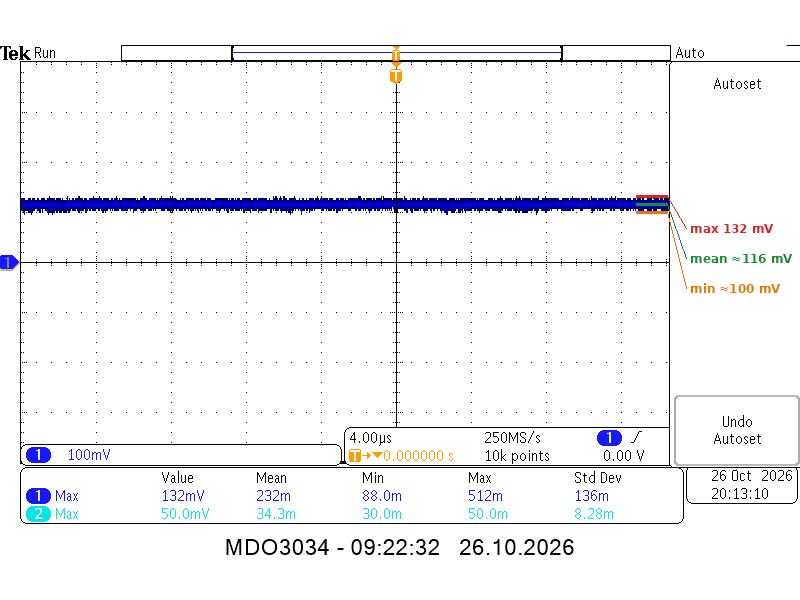 Tek Run
Auto
T
T
Autoset
max 132 mV
mean ≈116 mV
min ≈100 mV
1
Undo
Autoset
1 100mV
4.00µs 250MS/s 1
T→▼0.000000 s 10k points 0.00 V
Value Mean Min Max Std Dev
1 Max 132mV 232m 88.0m 512m 136m
2 Max 50.0mV 34.3m 30.0m 50.0m 8.28m
26 Oct 2026
20:13:10
MDO3034 - 09:22:32 26.10.2026